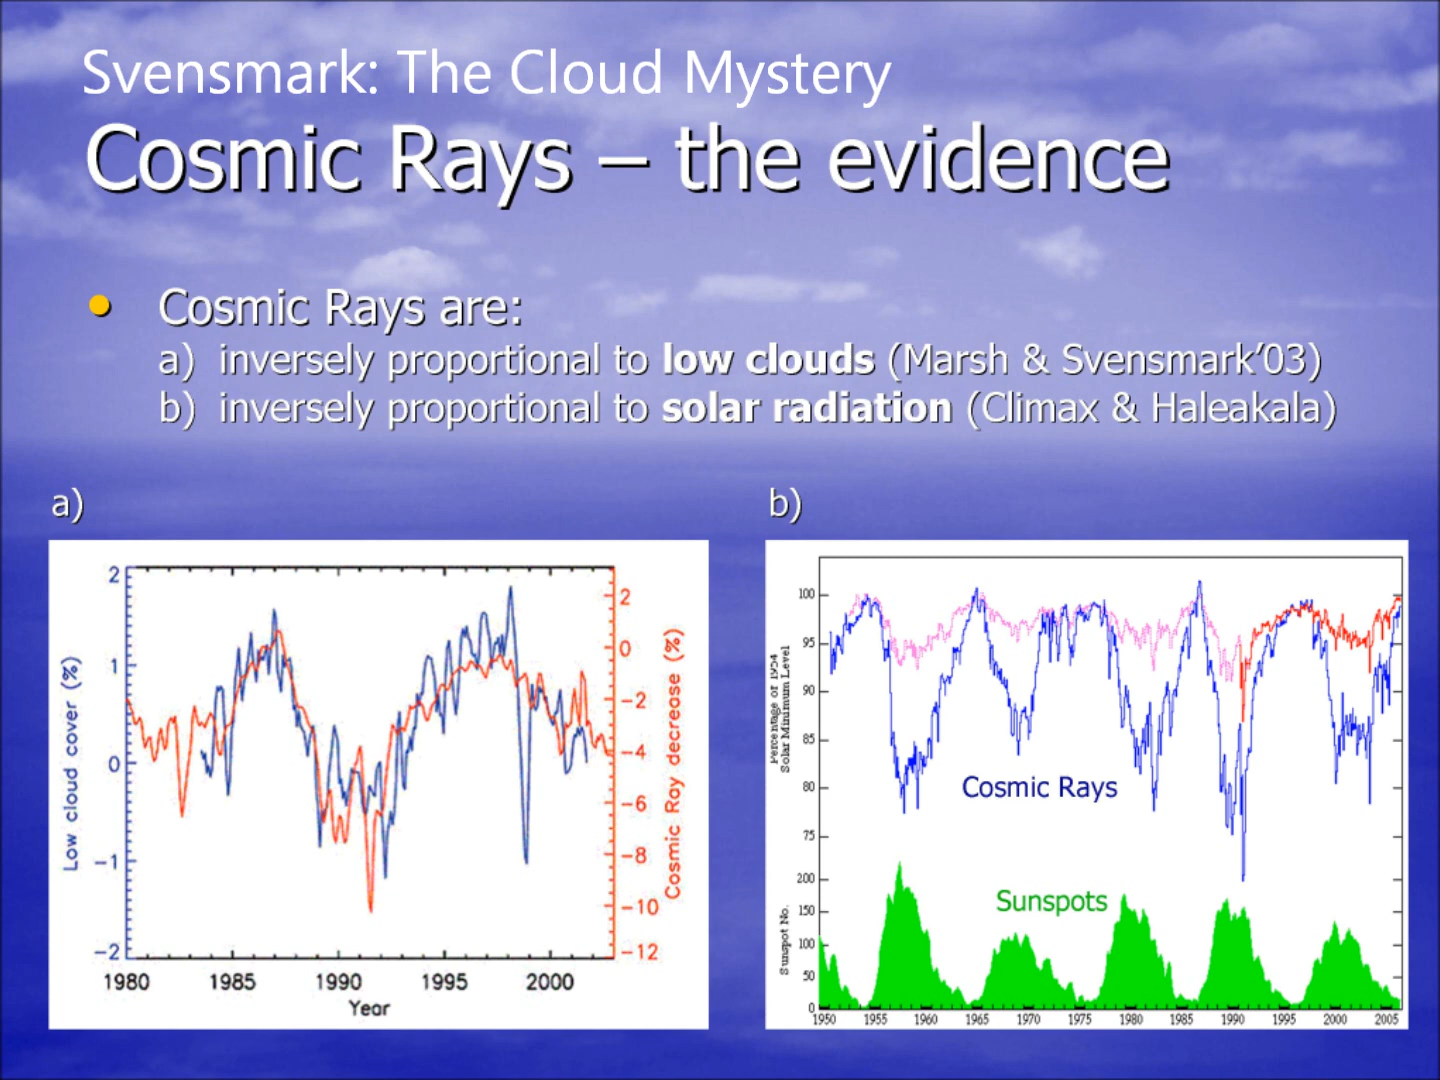 Svensmark: The Cloud Mystery
Cosmic Rays – the evidence
• Cosmic Rays are:
a) inversely proportional to low clouds (Marsh & Svensmark'03)
b) inversely proportional to solar radiation (Climax & Haleakala)
a)
2
1
0
−1
−2
Low cloud cover (%)
2
0
−2
−4
−6
−8
−10
−12
Cosmic Ray decrease (%)
1980 1985 1990 1995 2000
Year
b)
100
95
90
85
80
75
Percentage of 1954
Solar Minimum Level
Cosmic Rays
Sunspots
200
150
100
50
0
Sunspot No.
1950 1955 1960 1965 1970 1975 1980 1985 1990 1995 2000 2005